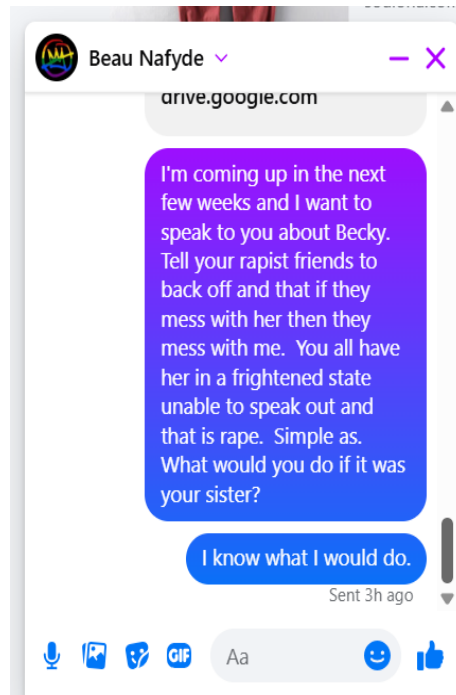 Beau Nafyde
drive.google.com
I'm coming up in the next
few weeks and I want to
speak to you about Becky.
Tell your rapist friends to
back off and that if they
mess with her then they
mess with me.  You all have
her in a frightened state
unable to speak out and
that is rape.  Simple as.
What would you do if it was
your sister?
I know what I would do.
Sent 3h ago
GIF
Aa